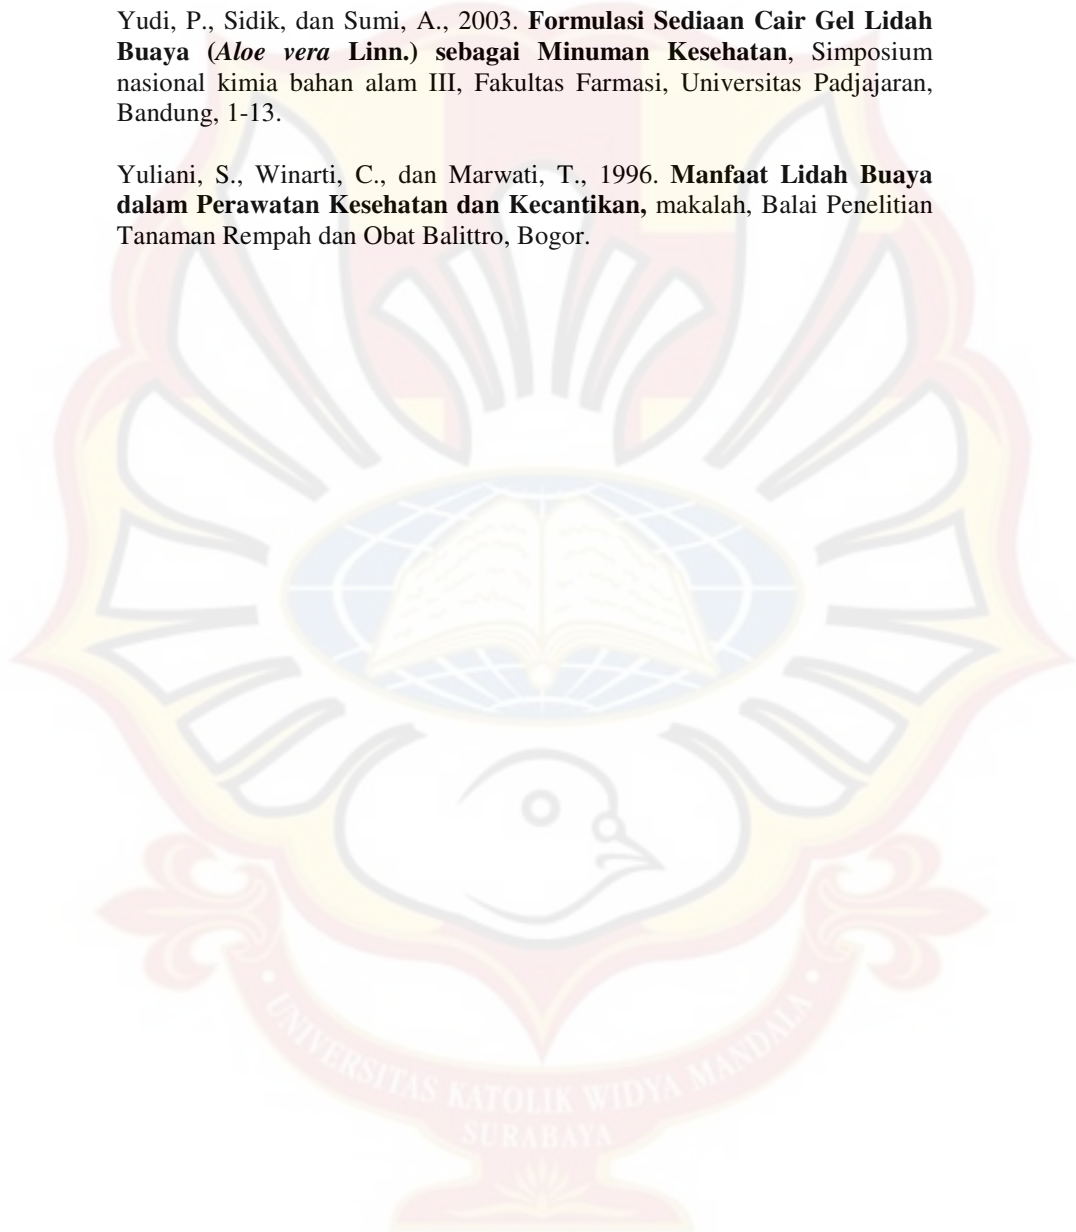 Yudi, P., Sidik, dan Sumi, A., 2003. Formulasi Sediaan Cair Gel Lidah
Buaya (Aloe vera Linn.) sebagai Minuman Kesehatan, Simposium
nasional kimia bahan alam III, Fakultas Farmasi, Universitas Padjajaran,
Bandung, 1-13.
Yuliani, S., Winarti, C., dan Marwati, T., 1996. Manfaat Lidah Buaya
dalam Perawatan Kesehatan dan Kecantikan, makalah, Balai Penelitian
Tanaman Rempah dan Obat Balittro, Bogor.
• UNIVERSITAS KATOLIK WIDYA MANDALA •
SURABAYA